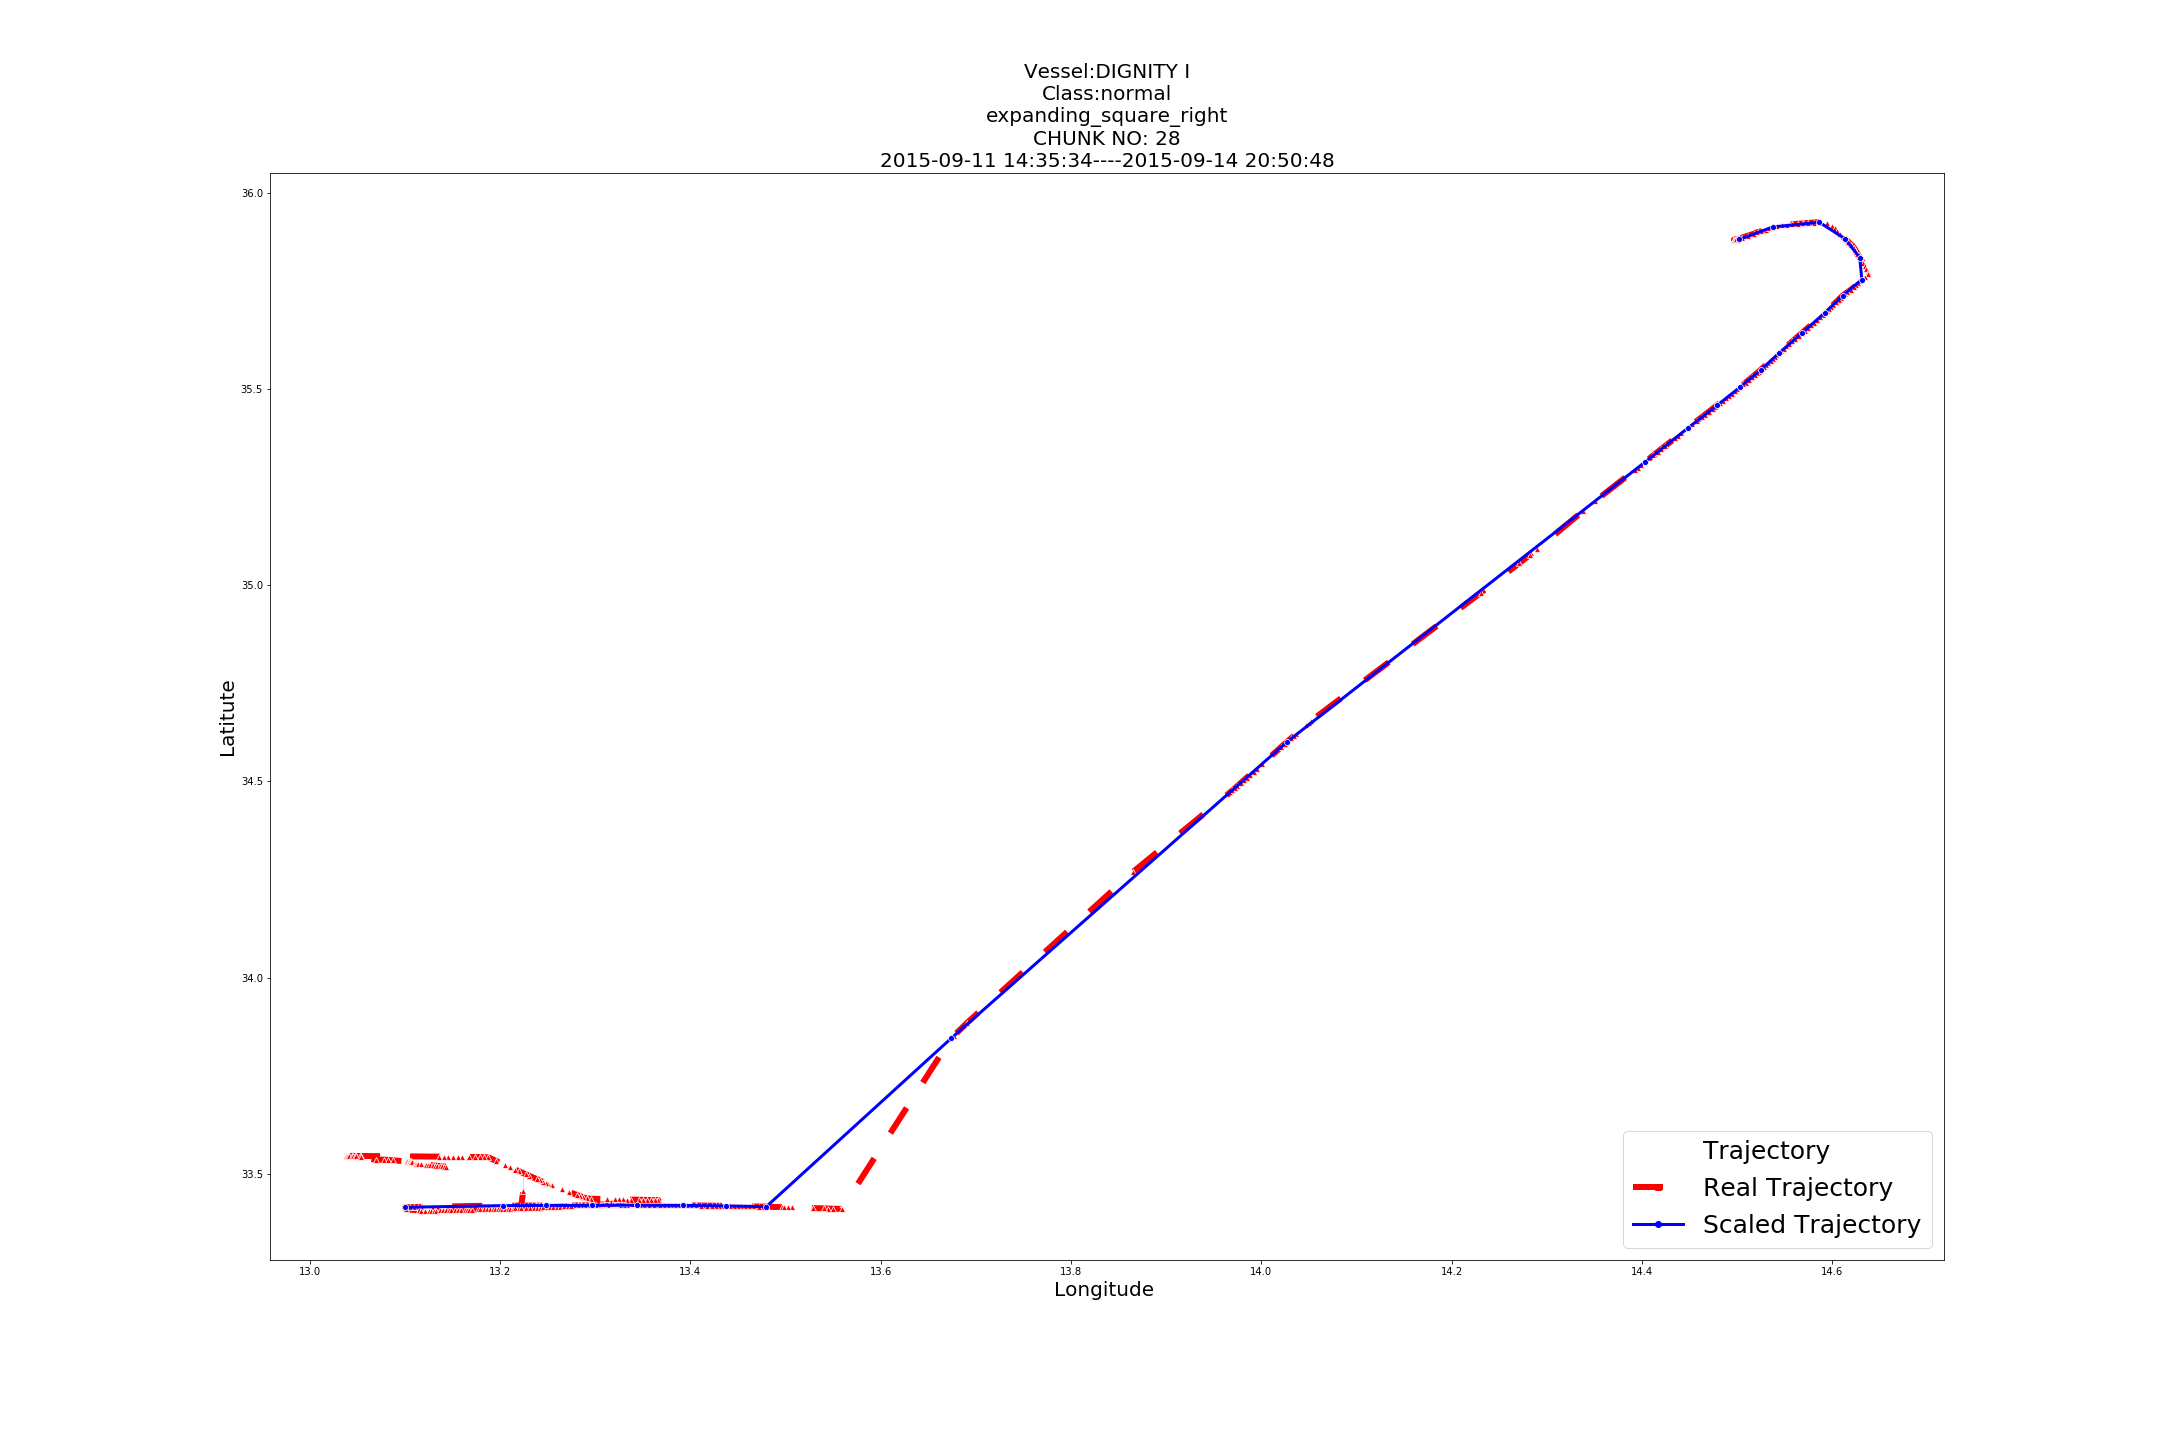 Vessel:DIGNITY I
Class:normal
expanding_square_right
CHUNK NO: 28
2015-09-11 14:35:34----2015-09-14 20:50:48
36.0
35.5
35.0
34.5
34.0
33.5
Latitute
13.0 13.2 13.4 13.6 13.8 14.0 14.2 14.4 14.6
Longitude
Trajectory
Real Trajectory
Scaled Trajectory